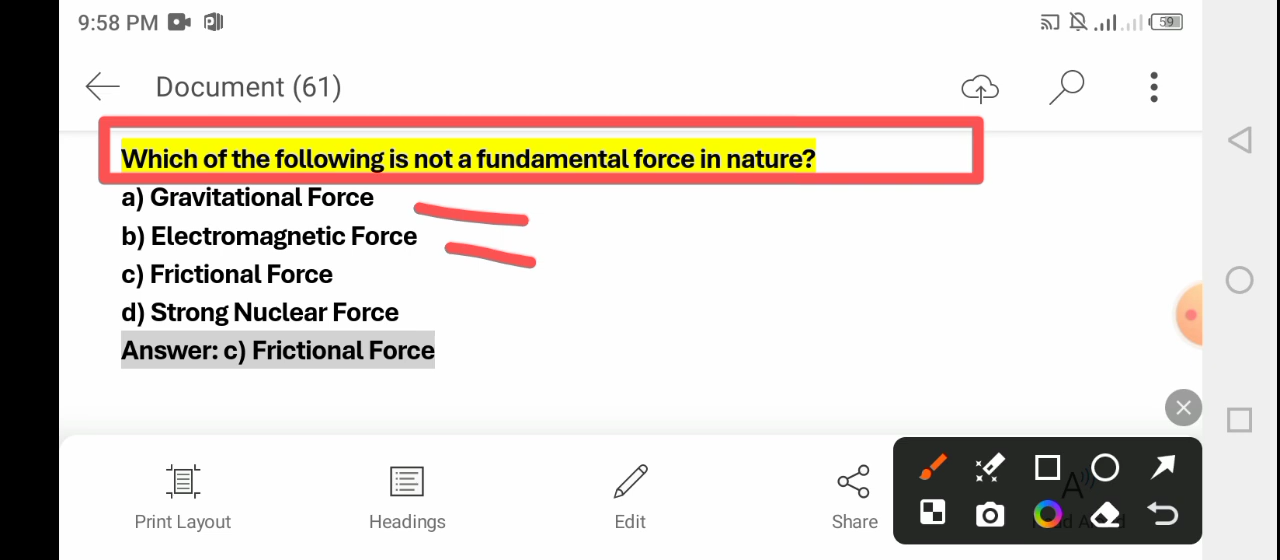 9:58 PM
59
Document (61)
Which of the following is not a fundamental force in nature?
a) Gravitational Force
b) Electromagnetic Force
c) Frictional Force
d) Strong Nuclear Force
Answer: c) Frictional Force
Print Layout
Headings
Edit
Share